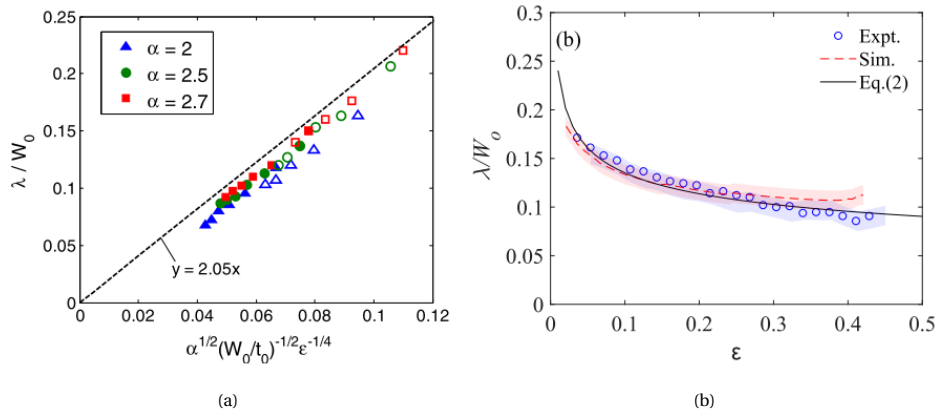 0.25
0.20
0.15
0.10
0.05
0
λ / W0
α = 2
α = 2.5
α = 2.7
y = 2.05x
0 0.02 0.04 0.06 0.08 0.1 0.12
α^1/2(W0/t0)^-1/2ε^-1/4
(a)
0.3
0.25
0.2
0.15
0.1
0.05
0
λ/Wo
(b)
Expt.
Sim.
Eq.(2)
0 0.1 0.2 0.3 0.4 0.5
ε
(b)